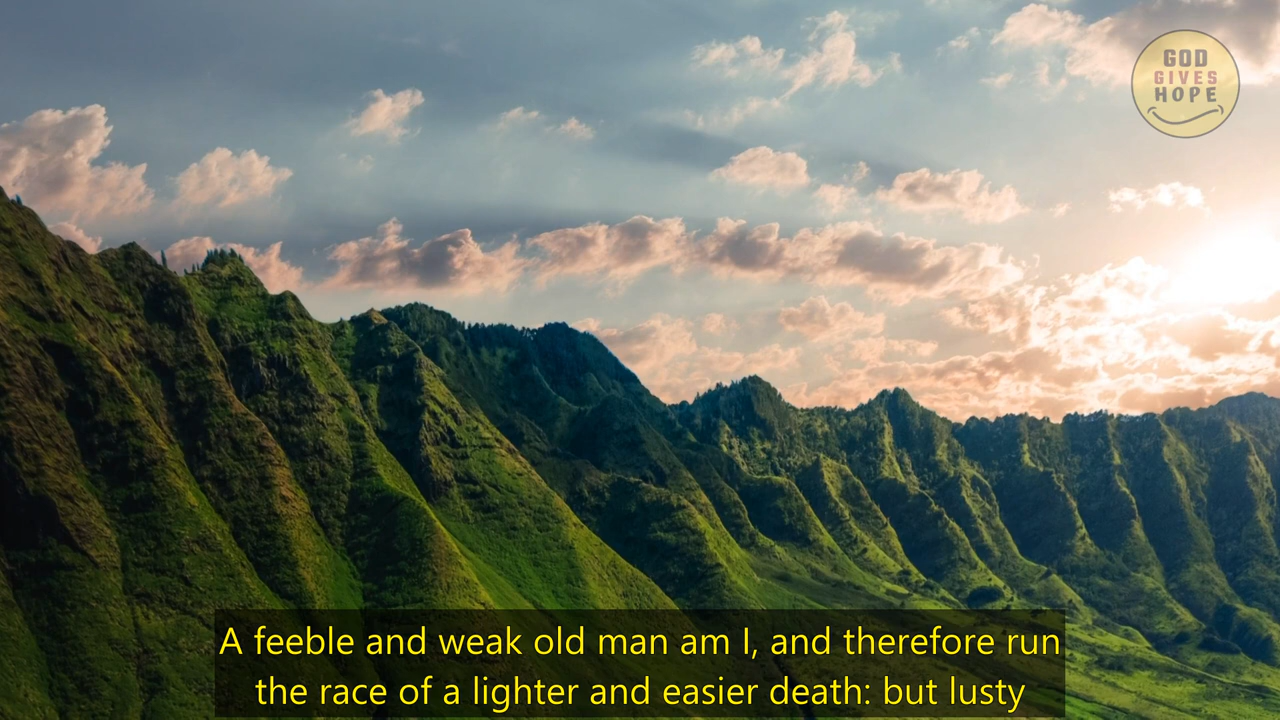 GOD
GIVES
HOPE
A feeble and weak old man am I, and therefore run
the race of a lighter and easier death: but lusty